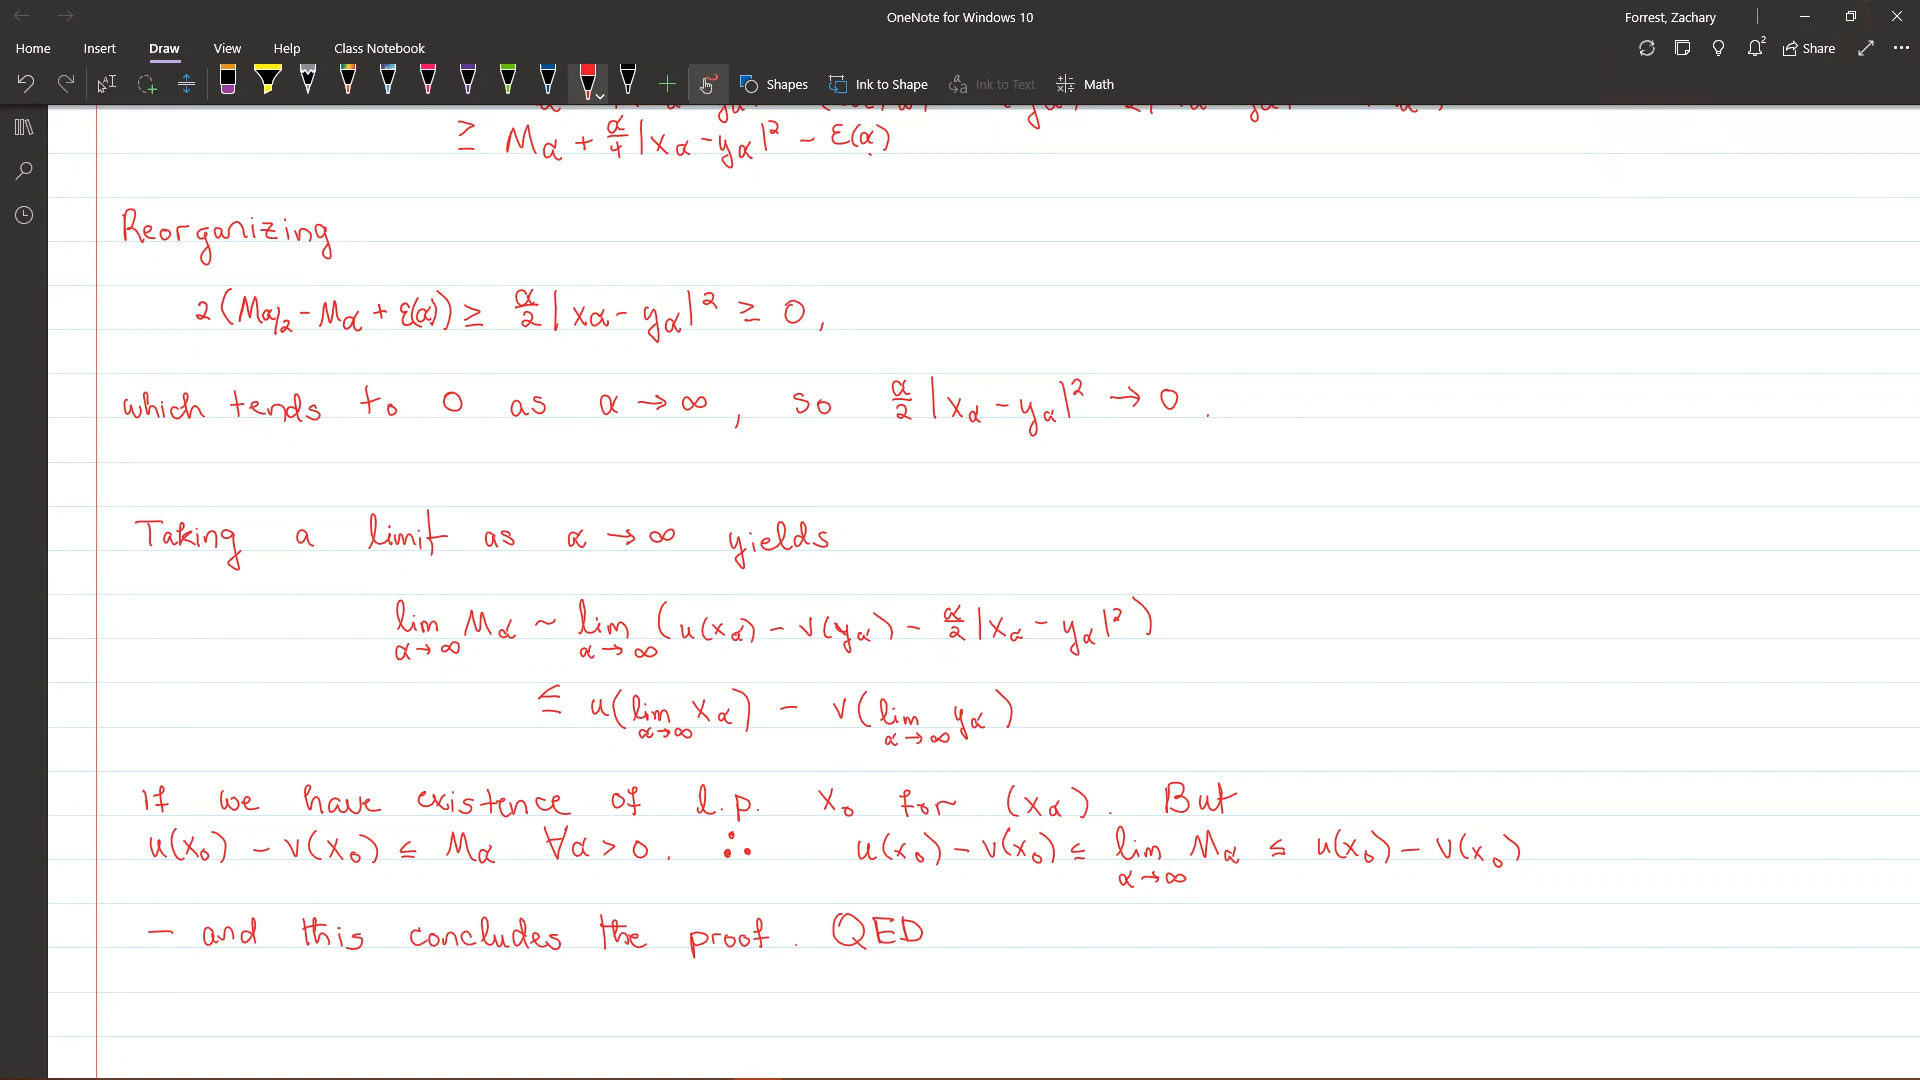 OneNote for Windows 10
Forrest, Zachary
Home Insert Draw View Help Class Notebook
Share
Shapes Ink to Shape Ink to Text Math
≥ Mα + α/4 |xα - yα|² - ε(α)
Reorganizing
2 (Mα/2 - Mα + ε(α)) ≥ α/2 |xα - yα|² ≥ 0,
which tends to 0 as α → ∞, so α/2 |xα - yα|² → 0.
Taking a limit as α → ∞ yields
lim α→∞ Mα ~ lim α→∞ (u(xα) - v(yα) - α/2 |xα - yα|²)
≤ u(lim α→∞ xα) - v(lim α→∞ yα)
If we have existence of l.p. x₀ for (xα). But
u(x₀) - v(x₀) ≤ Mα ∀α > 0. ∴ u(x₀) - v(x₀) ≤ lim α→∞ Mα ≤ u(x₀) - v(x₀)
- and this concludes the proof. QED